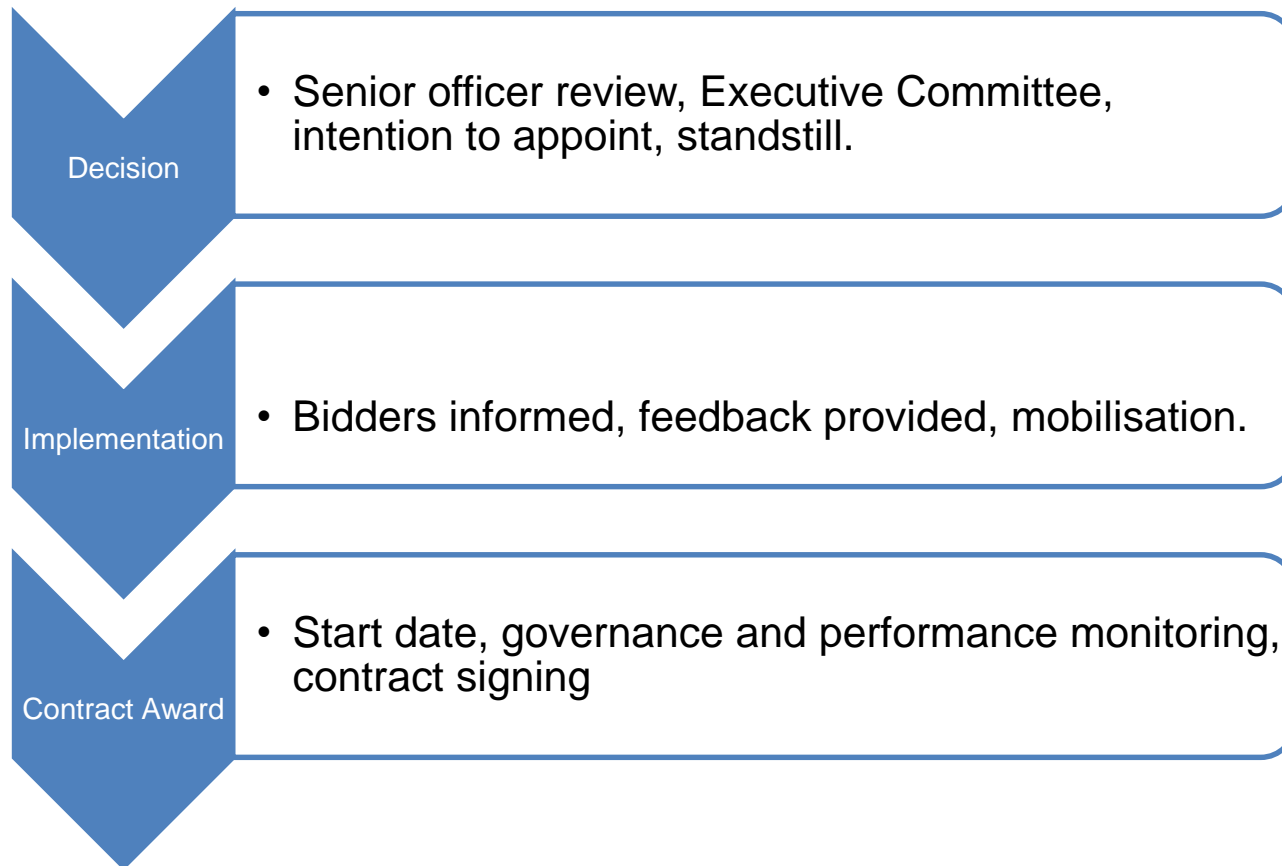 Decision
• Senior officer review, Executive Committee,
intention to appoint, standstill.
Implementation
• Bidders informed, feedback provided, mobilisation.
Contract Award
• Start date, governance and performance monitoring,
contract signing